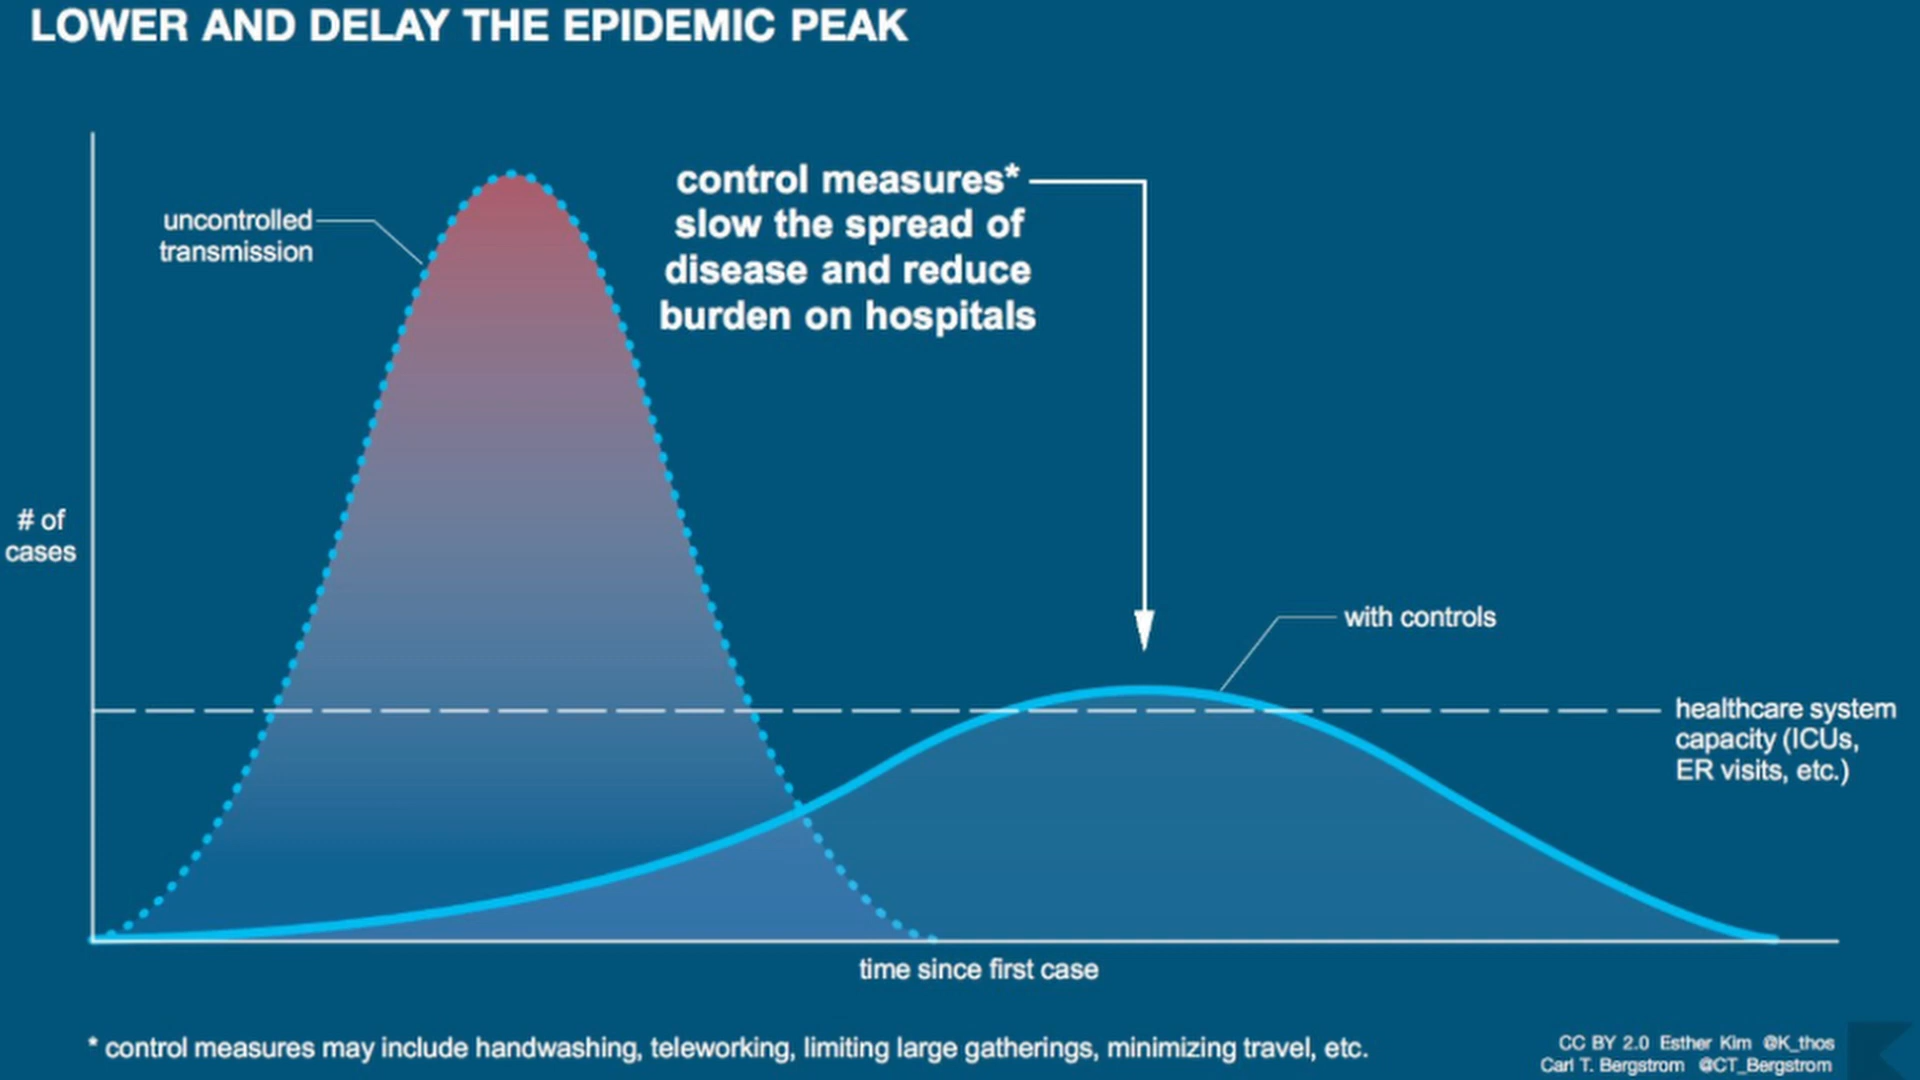 LOWER AND DELAY THE EPIDEMIC PEAK
uncontrolled
transmission
control measures*
slow the spread of
disease and reduce
burden on hospitals
# of
cases
with controls
healthcare system
capacity (ICUs,
ER visits, etc.)
time since first case
* control measures may include handwashing, teleworking, limiting large gatherings, minimizing travel, etc.
CC BY 2.0 Esther Kim @K_thos
Carl T. Bergstrom @CT_Bergstrom